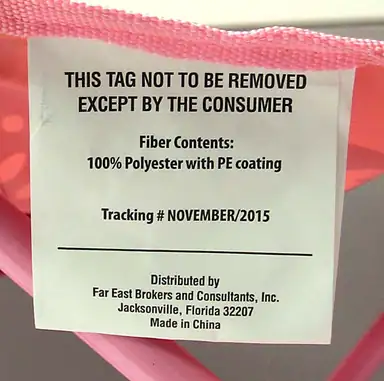 THIS TAG NOT TO BE REMOVED
EXCEPT BY THE CONSUMER
Fiber Contents:
100% Polyester with PE coating
Tracking # NOVEMBER/2015
Distributed by
Far East Brokers and Consultants, Inc.
Jacksonville, Florida 32207
Made in China